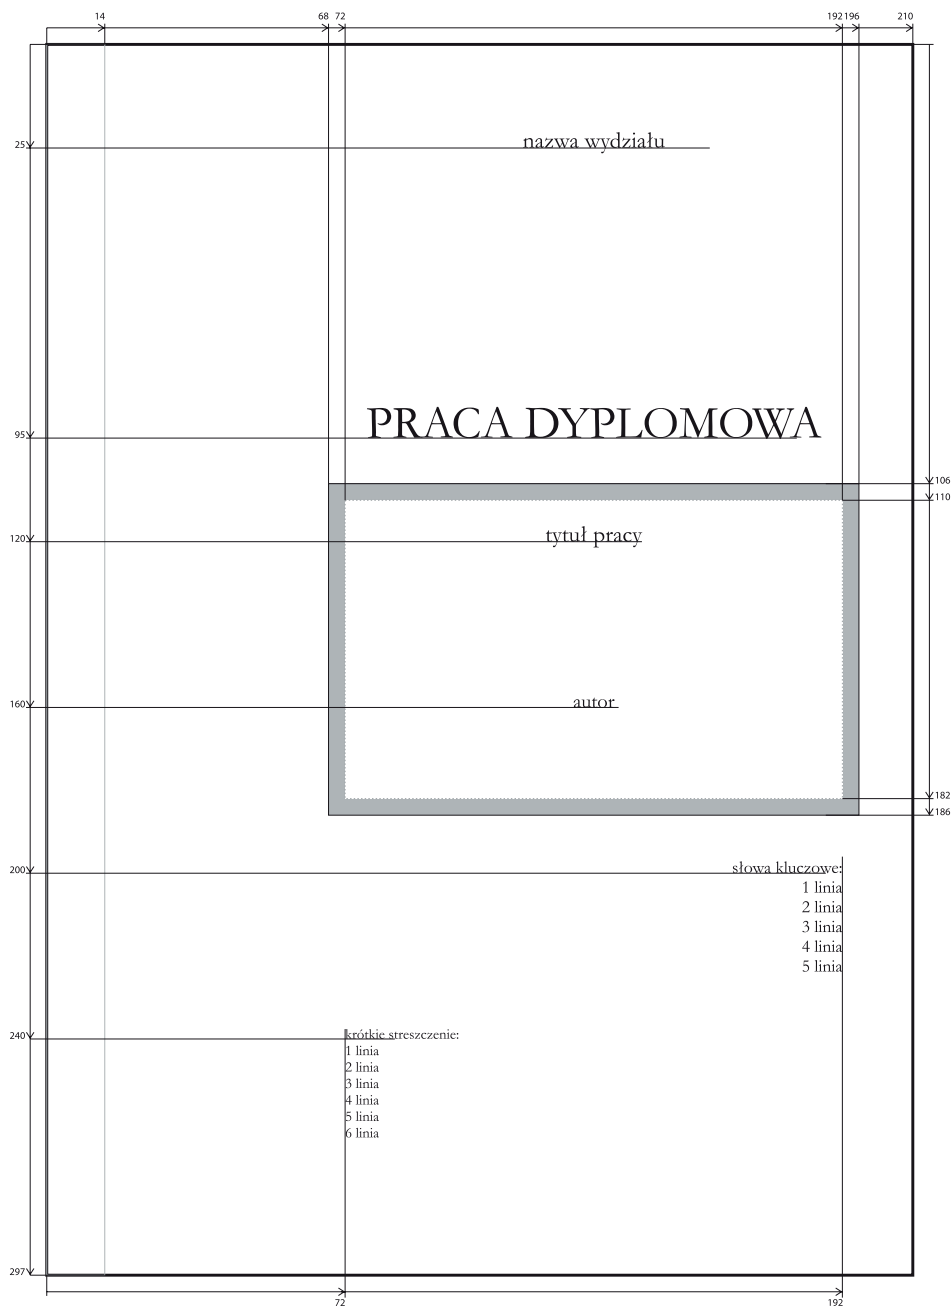 14 68 72 192 196 210
nazwa wydziału
25
PRACA DYPLOMOWA
95
106
110
tytuł pracy
120
autor
160
182
186
słowa kluczowe:
200
1 linia
2 linia
3 linia
4 linia
5 linia
krótkie streszczenie:
240
1 linia
2 linia
3 linia
4 linia
5 linia
6 linia
297
72 192